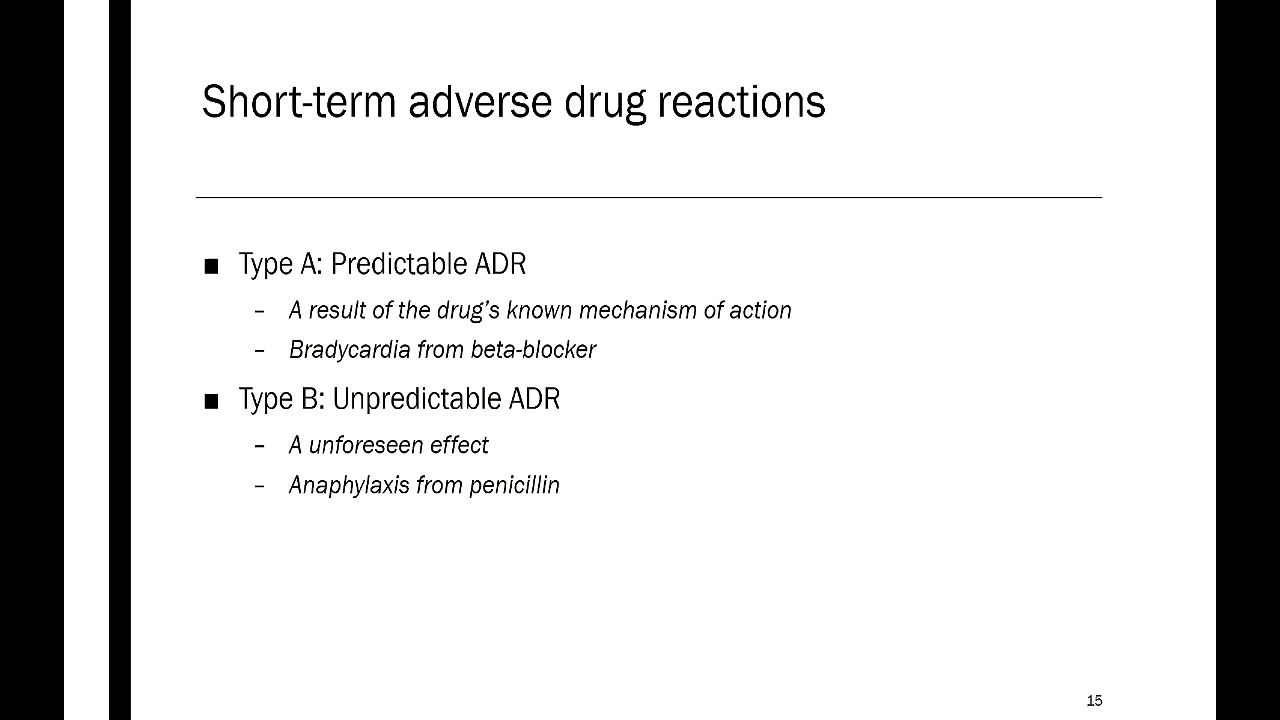 Short-term adverse drug reactions
■ Type A: Predictable ADR
– A result of the drug’s known mechanism of action
– Bradycardia from beta-blocker
■ Type B: Unpredictable ADR
– A unforeseen effect
– Anaphylaxis from penicillin
15